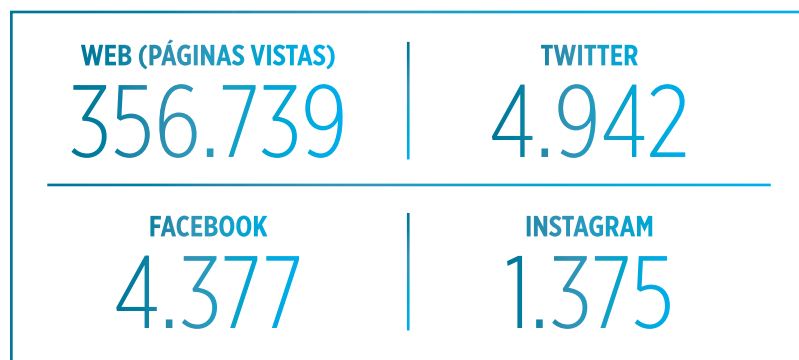 WEB (PÁGINAS VISTAS)
356.739
TWITTER
4.942
FACEBOOK
4.377
INSTAGRAM
1.375